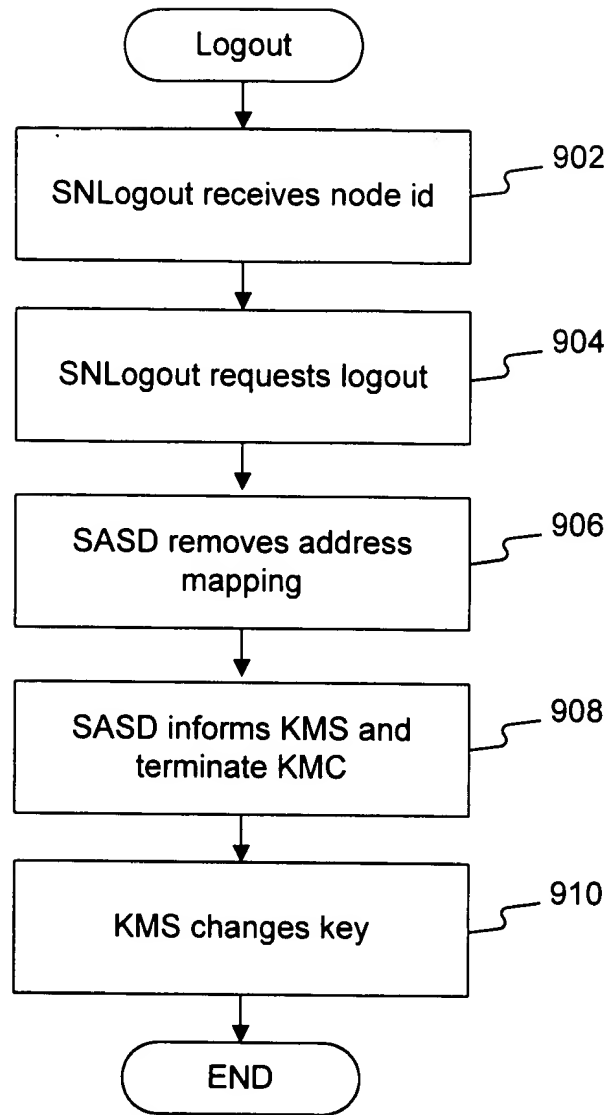 Logout
SNLogout receives node id
902
SNLogout requests logout
904
SASD removes address
mapping
906
SASD informs KMS and
terminate KMC
908
KMS changes key
910
END